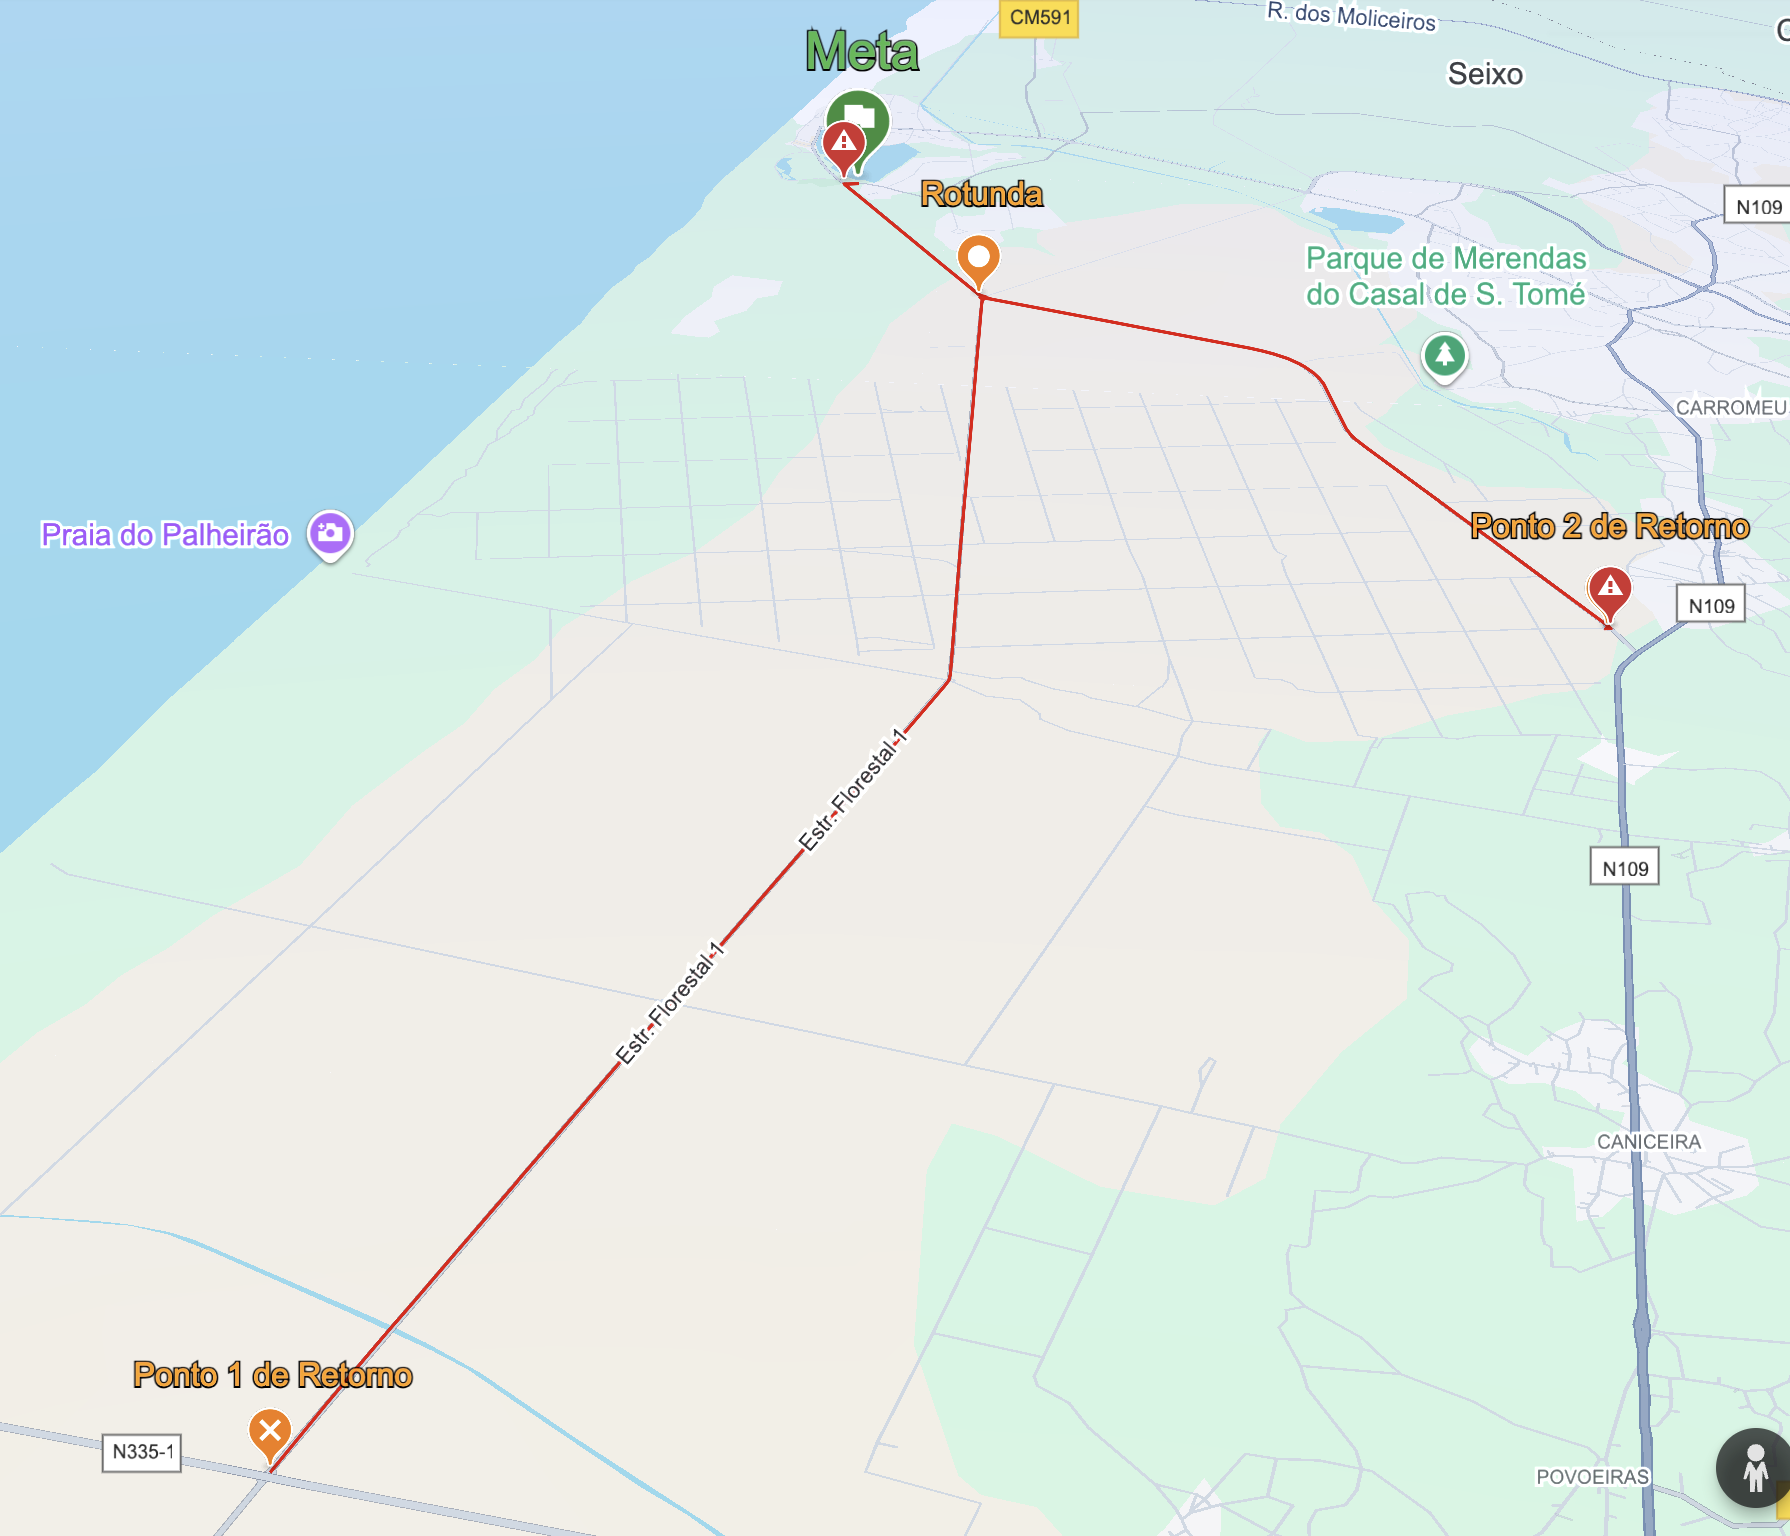 CM591
R. dos Moliceiros
Meta
Seixo
Rotunda
N109
Parque de Merendas
do Casal de S. Tomé
CARROMEU
Praia do Palheirão
Ponto 2 de Retorno
N109
Estr. Florestal 1
N109
Estr. Florestal 1
CANICEIRA
Ponto 1 de Retorno
N335-1
POVOEIRAS